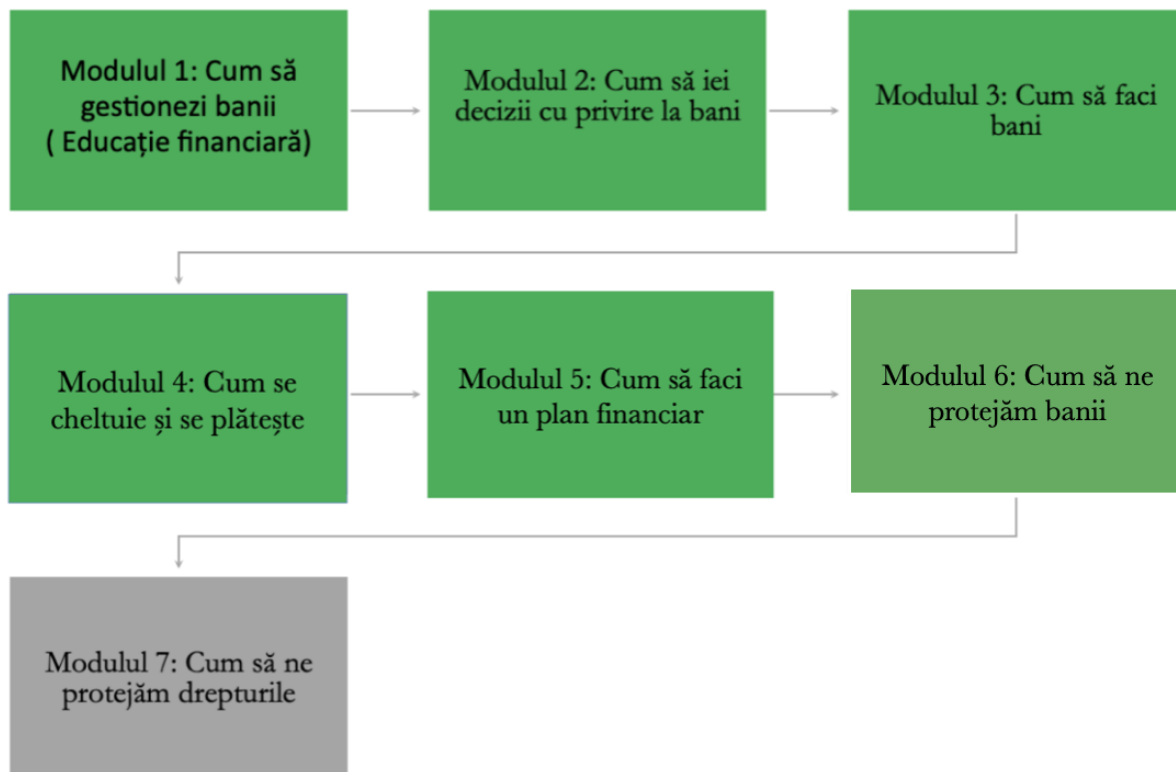 Modulul 1: Cum să
gestionezi banii
( Educație financiară)
Modulul 2: Cum să iei
decizii cu privire la bani
Modulul 3: Cum să faci
bani
Modulul 4: Cum se
cheltuie și se plătește
Modulul 5: Cum să faci
un plan financiar
Modulul 6: Cum să ne
protejăm banii
Modulul 7: Cum să ne
protejăm drepturile